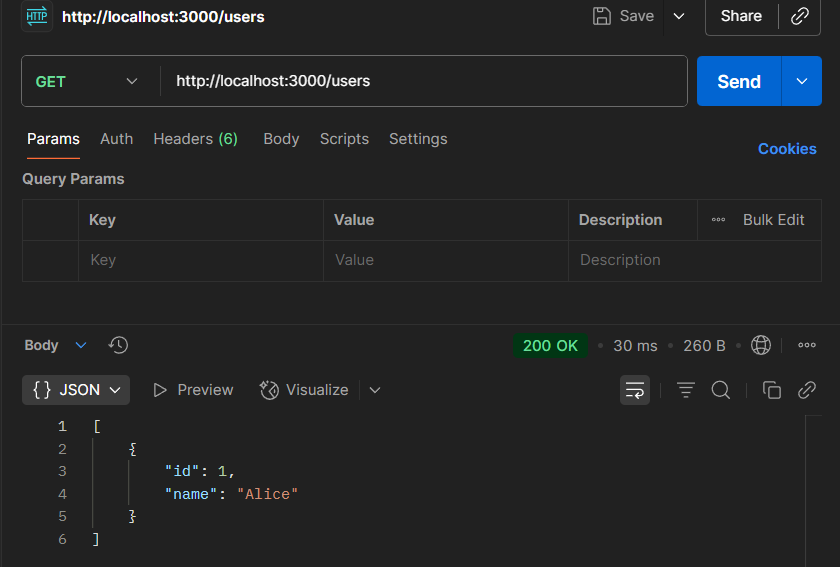 HTTP http://localhost:3000/users Save Share
GET http://localhost:3000/users Send
Params Auth Headers (6) Body Scripts Settings Cookies
Query Params
Key Value Description Bulk Edit
Key Value Description
Body 200 OK • 30 ms • 260 B •
{} JSON Preview Visualize
1 [
2 {
3 "id": 1,
4 "name": "Alice"
5 }
6 ]